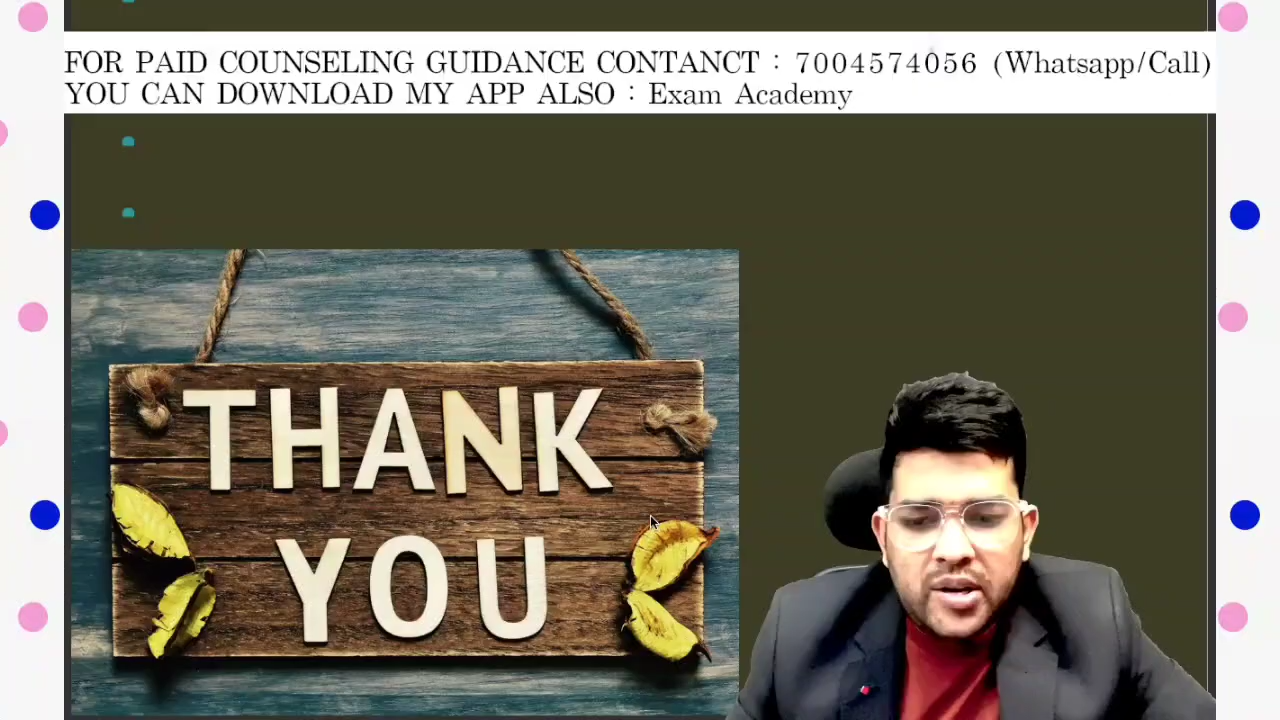 FOR PAID COUNSELING GUIDANCE CONTANCT : 7004574056 (Whatsapp/Call)
YOU CAN DOWNLOAD MY APP ALSO : Exam Academy
THANK
YOU